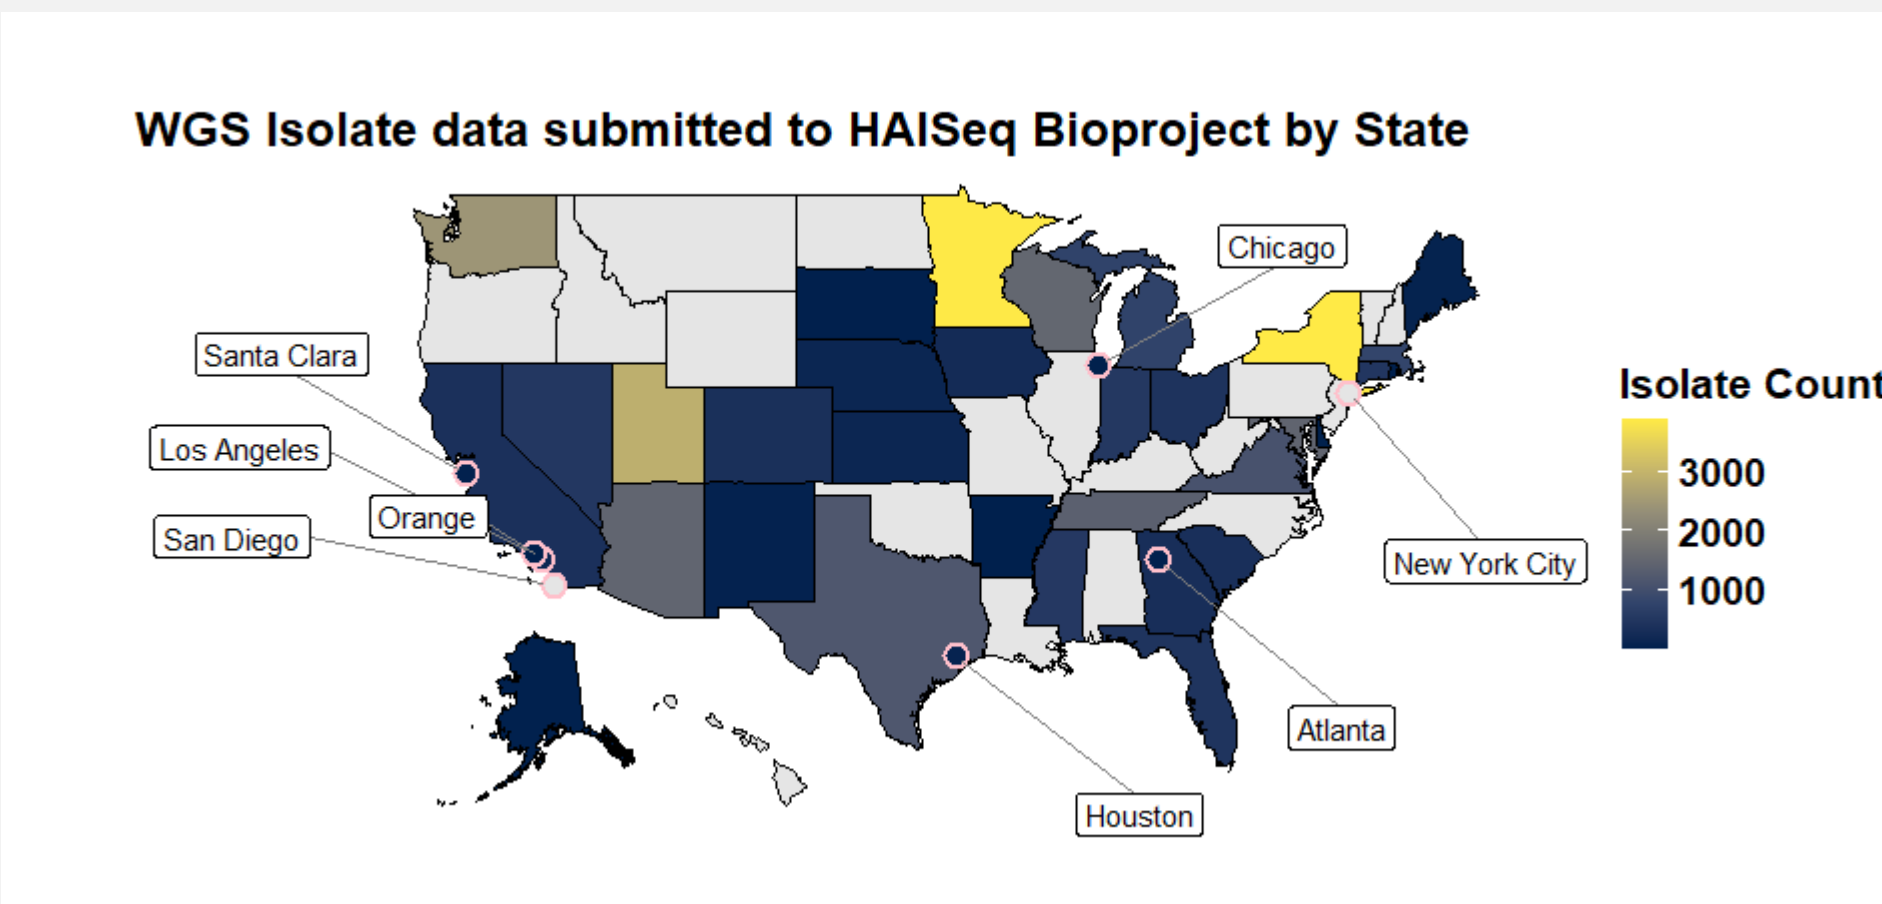 WGS Isolate data submitted to HAISeq Bioproject by State
Chicago
Santa Clara
Los Angeles
Orange
San Diego
New York City
Atlanta
Houston
Isolate Count
3000
2000
1000